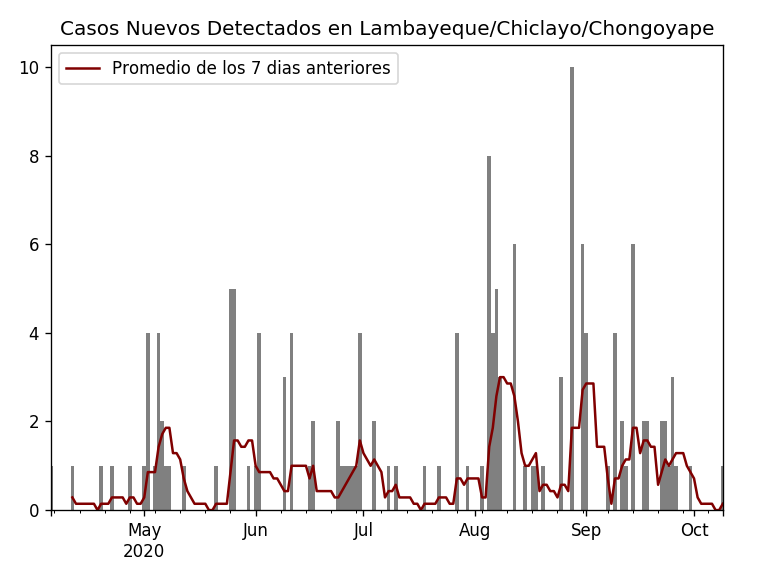 Casos Nuevos Detectados en Lambayeque/Chiclayo/Chongoyape
Promedio de los 7 dias anteriores
10
8
6
4
2
0
May Jun Jul Aug Sep Oct
2020